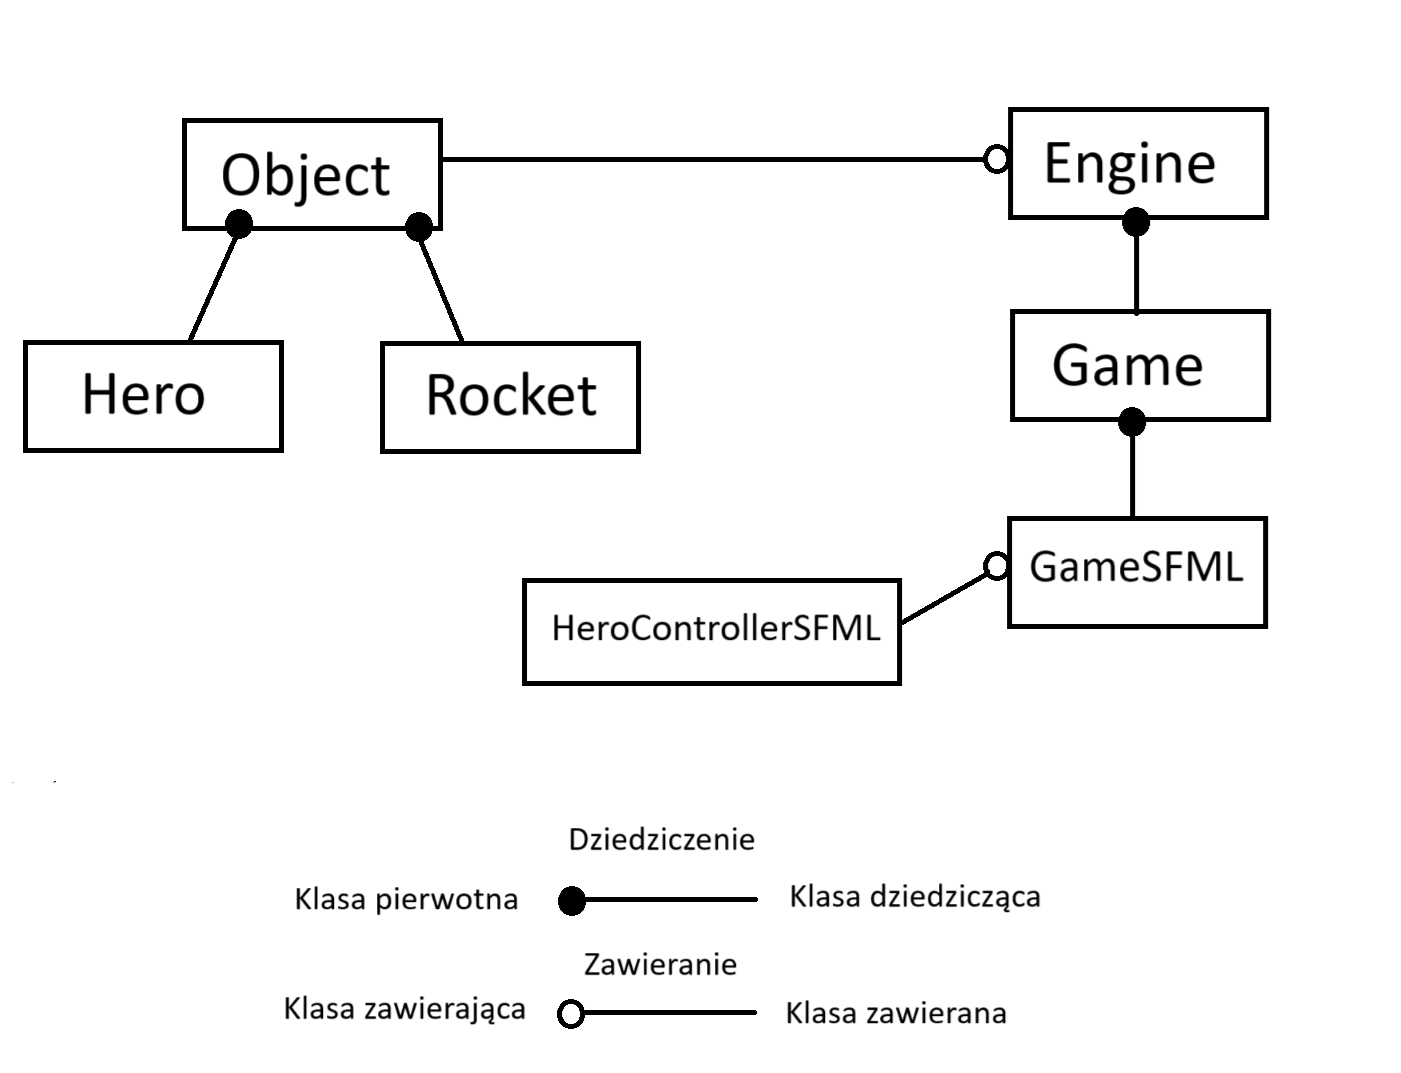 Object
Engine
Hero
Rocket
Game
GameSFML
HeroControllerSFML
Dziedziczenie
Klasa pierwotna Klasa dziedzicząca
Zawieranie
Klasa zawierająca Klasa zawierana